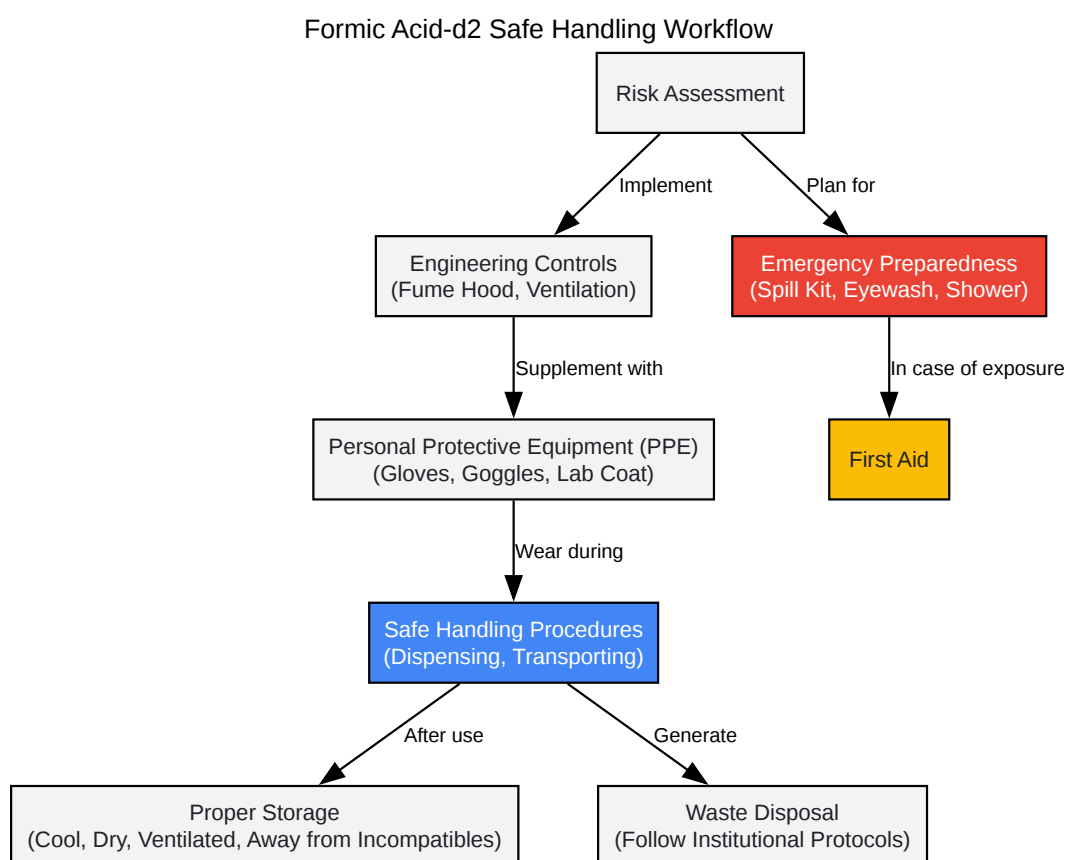 Formic Acid-d2 Safe Handling Workflow
Risk Assessment
Implement
Plan for
Engineering Controls
(Fume Hood, Ventilation)
Emergency Preparedness
(Spill Kit, Eyewash, Shower)
Supplement with
In case of exposure
Personal Protective Equipment (PPE)
(Gloves, Goggles, Lab Coat)
First Aid
Wear during
Safe Handling Procedures
(Dispensing, Transporting)
After use
Generate
Proper Storage
(Cool, Dry, Ventilated, Away from Incompatibles)
Waste Disposal
(Follow Institutional Protocols)